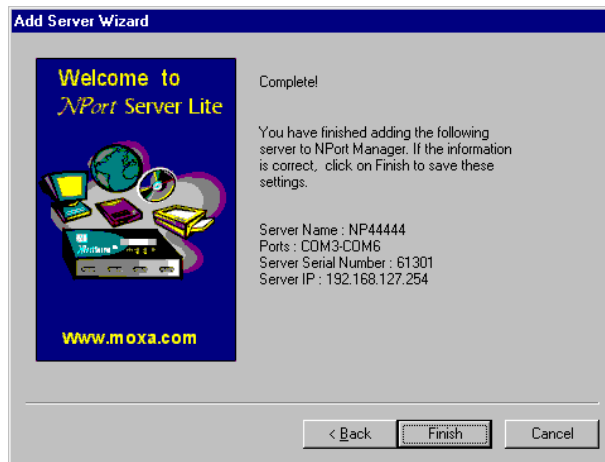 Add Server Wizard
Welcome to
NPort Server Lite
Www.moxa.com
Complete!
You have finished adding the following
server to NPort Manager. If the information
is correct, click on Finish to save these
settings.
Server Name : NP44444
Ports : COM3-COM6
Server Serial Number : 61301
Server IP : 192.168.127.254
< Back
Finish
Cancel